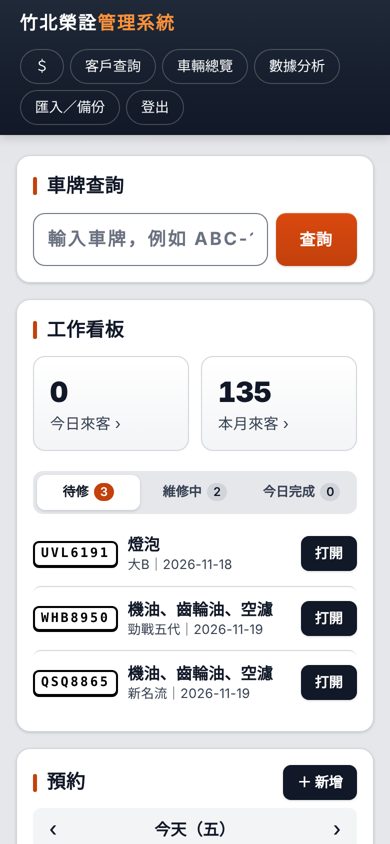 竹北榮詮管理系統
$ 客戶查詢 車輛總覽 數據分析
匯入／備份 登出
車牌查詢
輸入車牌，例如 ABC- 查詢
工作看板
0 135
今日來客 › 本月來客 ›
待修 3 維修中 2 今日完成 0
UVL6191 燈泡 打開
大B｜2026-11-18
WHB8950 機油、齒輪油、空濾 打開
勁戰五代｜2026-11-19
QSQ8865 機油、齒輪油、空濾 打開
新名流｜2026-11-19
預約 ＋ 新增
‹ 今天（五） ›